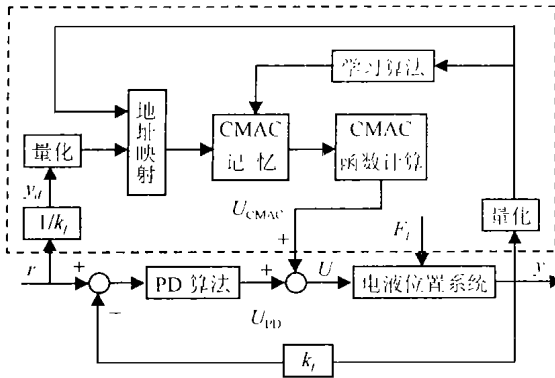 学习算法
地址映射
CMAC
记 忆
CMAC
函数计算
量化
y_d
1/k_f
U_CMAC
量化
+
r
+
−
PD 算法
+
U_PD
U
F_l
电液位置系统
y
k_f